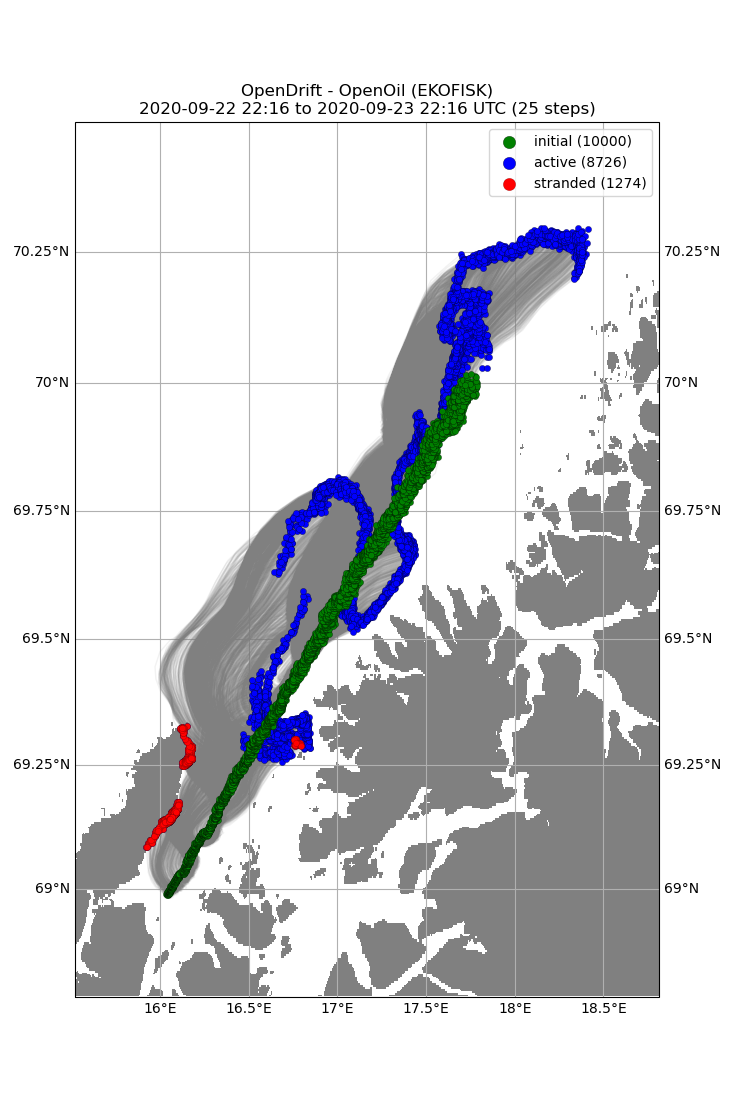 OpenDrift - OpenOil (EKOFISK)
2020-09-22 22:16 to 2020-09-23 22:16 UTC (25 steps)
initial (10000)
active (8726)
stranded (1274)
70.25°N 70.25°N
70°N 70°N
69.75°N 69.75°N
69.5°N 69.5°N
69.25°N 69.25°N
69°N 69°N
16°E 16.5°E 17°E 17.5°E 18°E 18.5°E